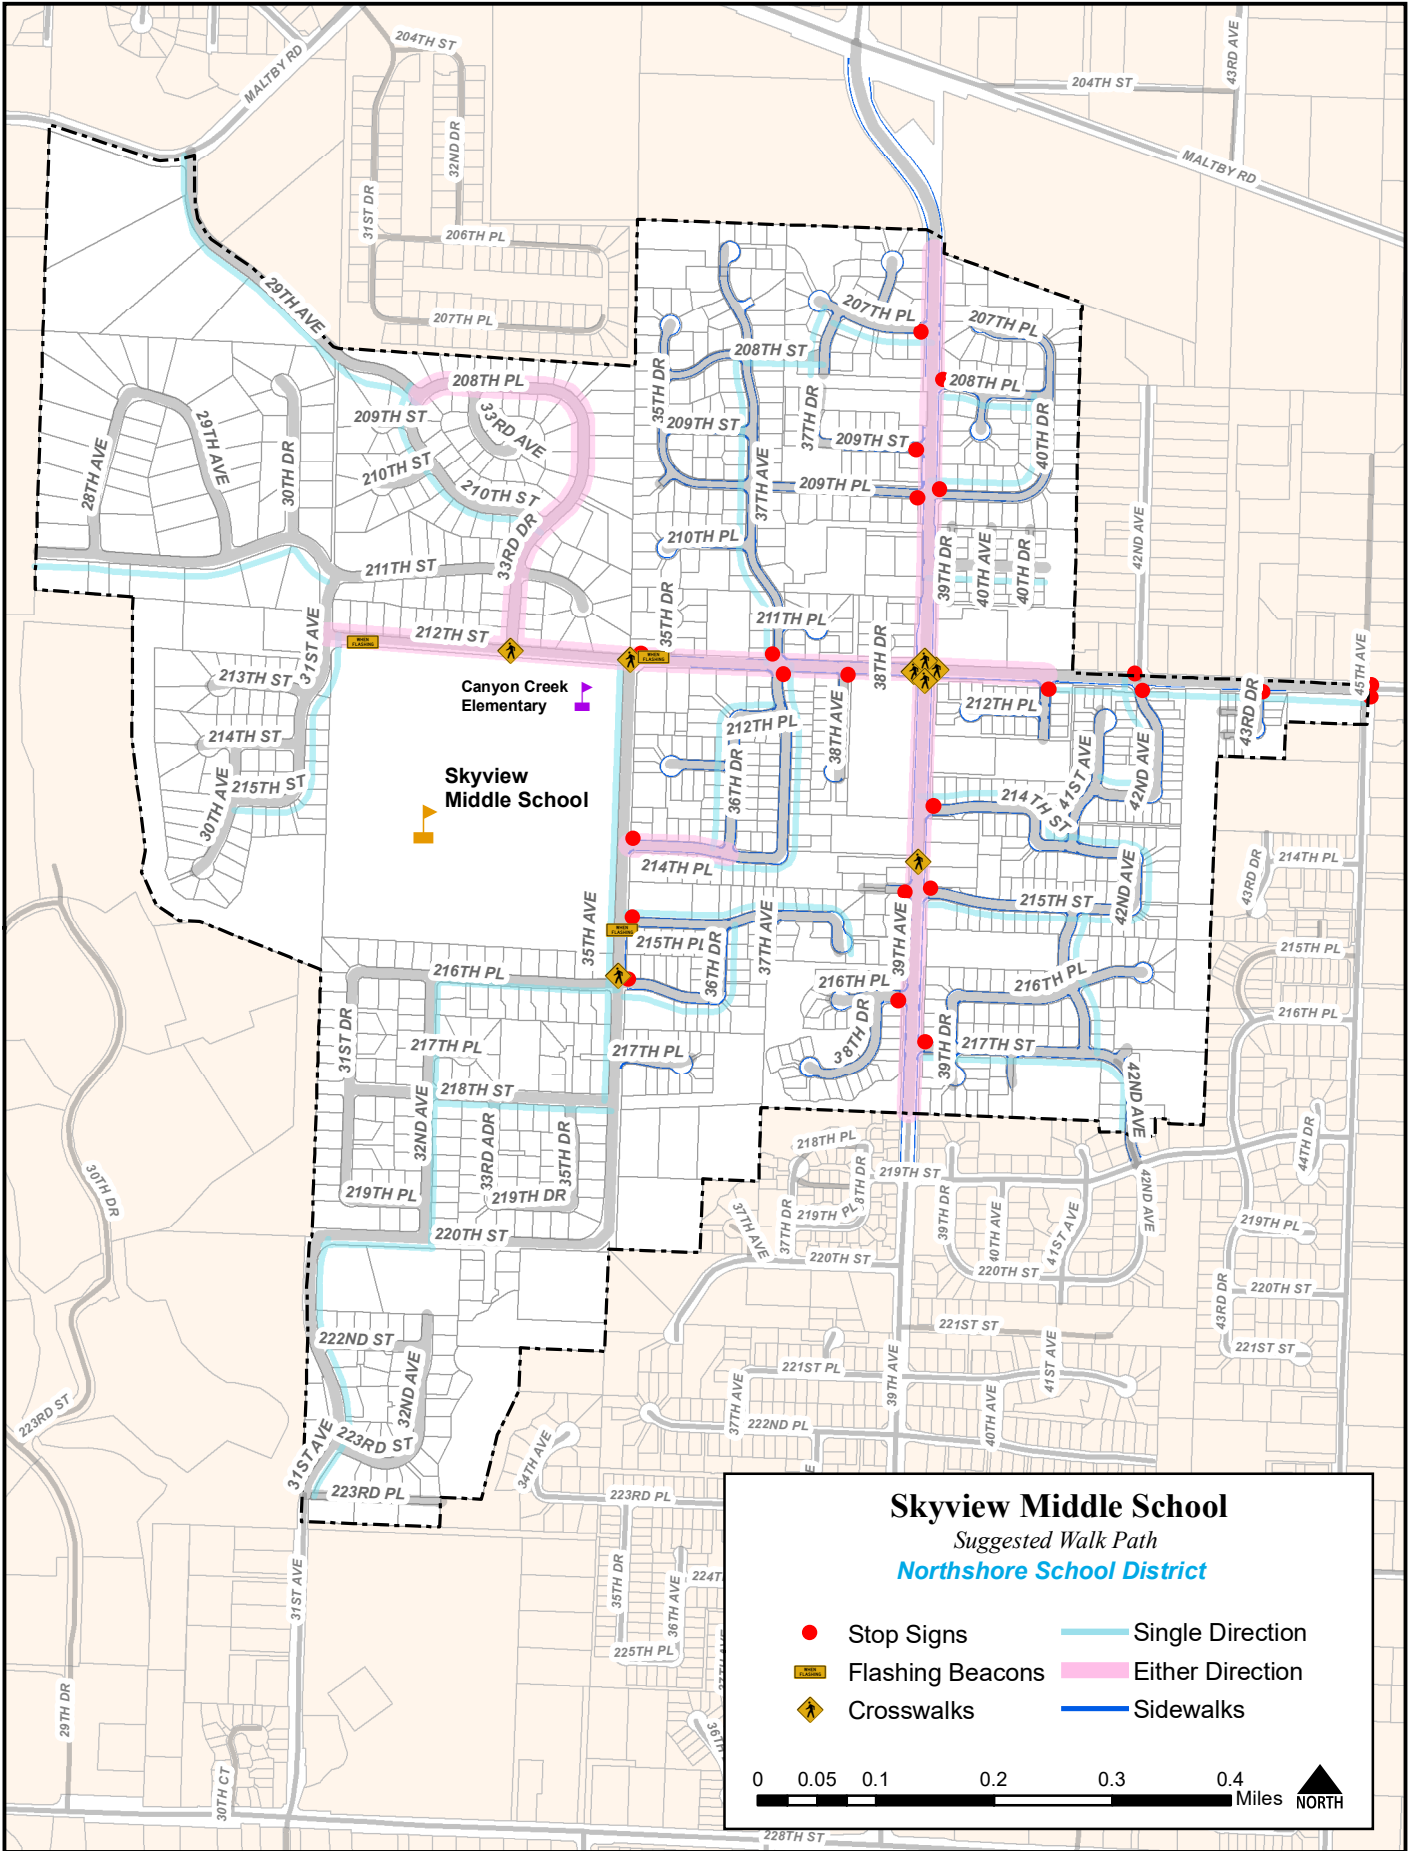 204TH ST
MALTBY RD
43RD AVE
204TH ST
32ND DR
MALTBY RD
31ST DR
206TH PL
29TH AVE
207TH PL
207TH PL
207TH PL
208TH ST
35TH DR
208TH PL
208TH PL
37TH DR
209TH ST
33RD AVE
209TH ST
209TH ST
40TH DR
28TH AVE
29TH AVE
30TH DR
210TH ST
210TH ST
37TH AVE
209TH PL
33RD DR
210TH PL
39TH DR
40TH AVE
40TH DR
42ND AVE
211TH ST
35TH DR
211TH PL
212TH ST
31ST AVE
38TH DR
WHEN
FLASHING
WHEN
FLASHING
45TH AVE
213TH ST
Canyon Creek
Elementary
212TH PL
212TH PL
38TH AVE
43RD DR
214TH ST
36TH DR
41ST AVE
42ND AVE
215TH ST
30TH AVE
Skyview
Middle School
214TH ST
214TH PL
42ND AVE
43RD DR
214TH PL
215TH ST
35TH AVE
WHEN
FLASHING
215TH PL
36TH DR
37TH AVE
39TH AVE
215TH PL
216TH PL
216TH PL
216TH PL
216TH PL
31ST DR
217TH PL
217TH PL
38TH DR
39TH DR
217TH ST
218TH ST
32ND AVE
33RD ADR
35TH DR
42ND AVE
218TH PL
44TH DR
219TH PL
219TH DR
219TH ST
8TH DR
219TH PL
37TH DR
37TH AVE
39TH DR
40TH AVE
41ST AVE
42ND AVE
219TH PL
30TH DR
220TH ST
220TH ST
220TH ST
220TH ST
43RD DR
222ND ST
32ND AVE
221ST ST
221ST ST
221ST PL
41ST AVE
37TH AVE
39TH AVE
40TH AVE
223RD ST
223RD ST
31ST AVE
222ND PL
34TH AVE
223RD PL
223RD PL
Skyview Middle School
Suggested Walk Path
Northshore School District
Stop Signs
Single Direction
WHEN
FLASHING
Flashing Beacons
Either Direction
Crosswalks
Sidewalks
0 0.05 0.1 0.2 0.3 0.4
Miles
NORTH
31ST AVE
35TH DR
36TH AVE
225TH PL
29TH DR
30TH CT
228TH ST